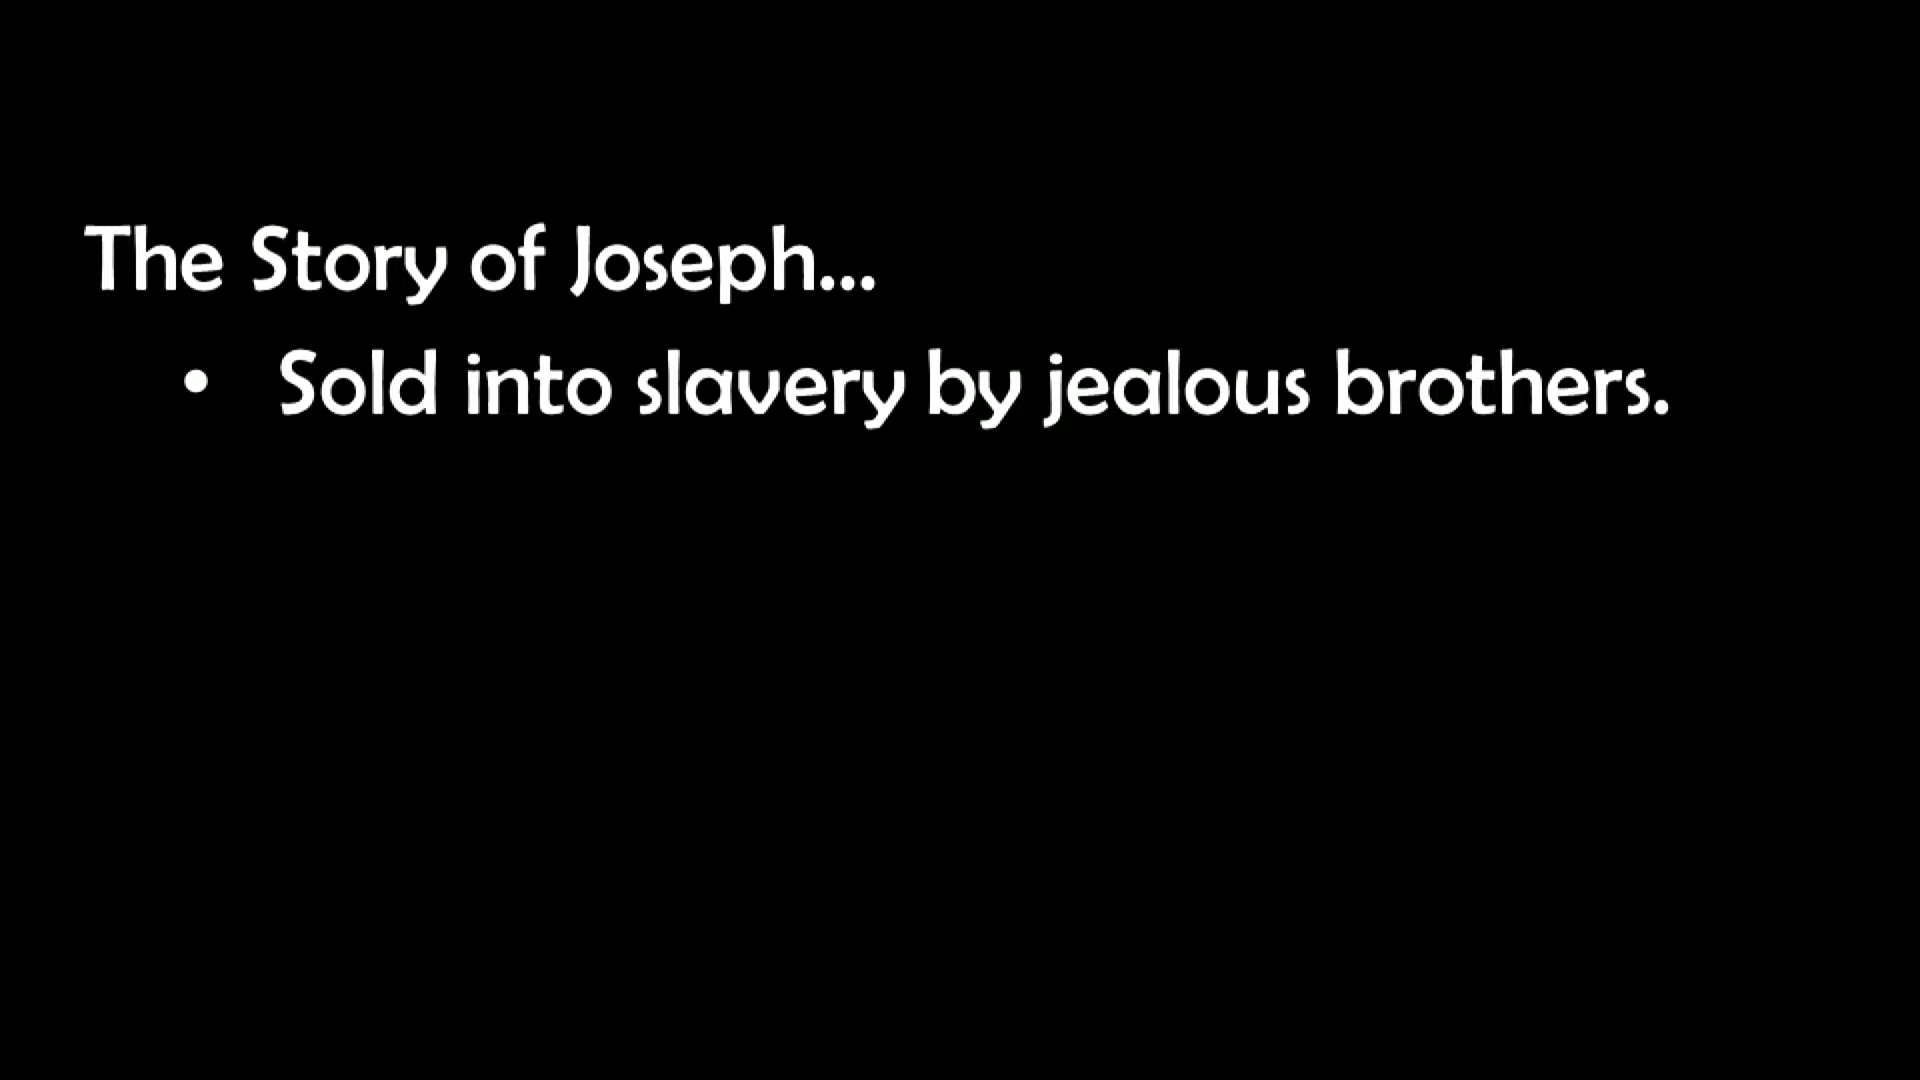 The Story of Joseph...
• Sold into slavery by jealous brothers.